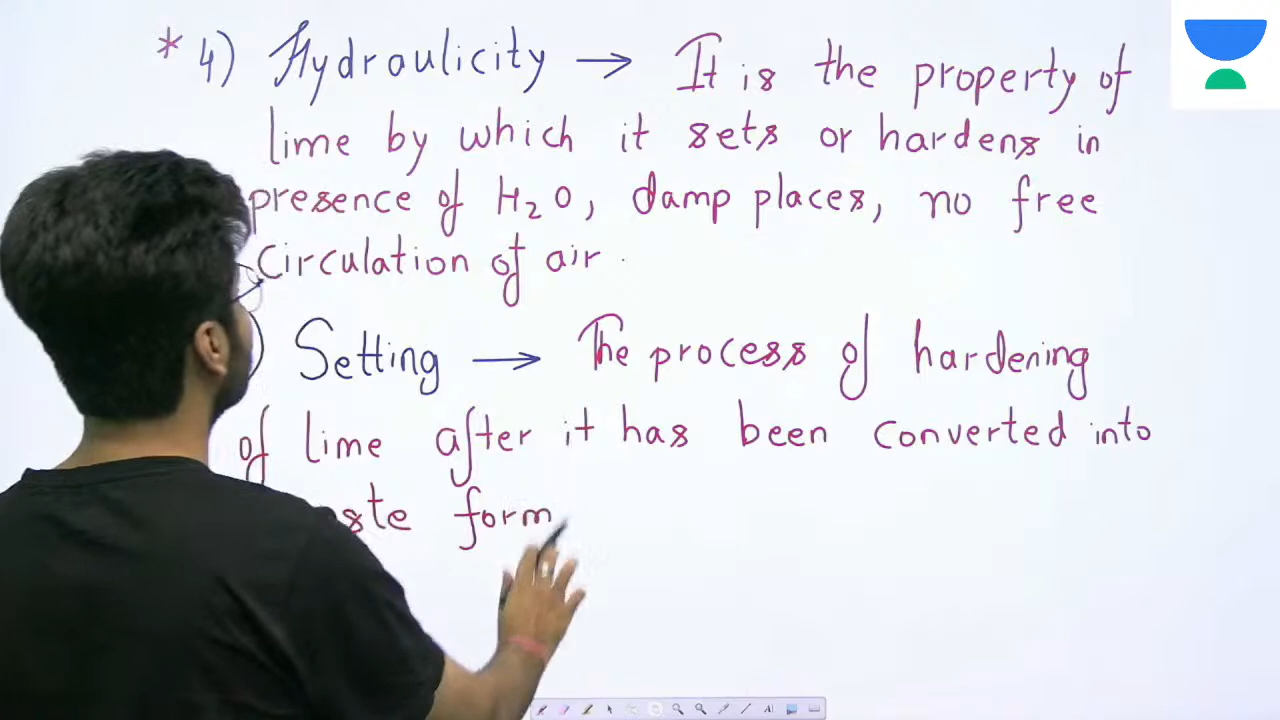 * 4) Hydraulicity → It is the property of
lime by which it sets or hardens in
presence of H₂O, damp places, no free
circulation of air.
) Setting → The process of hardening
of lime after it has been converted into
form